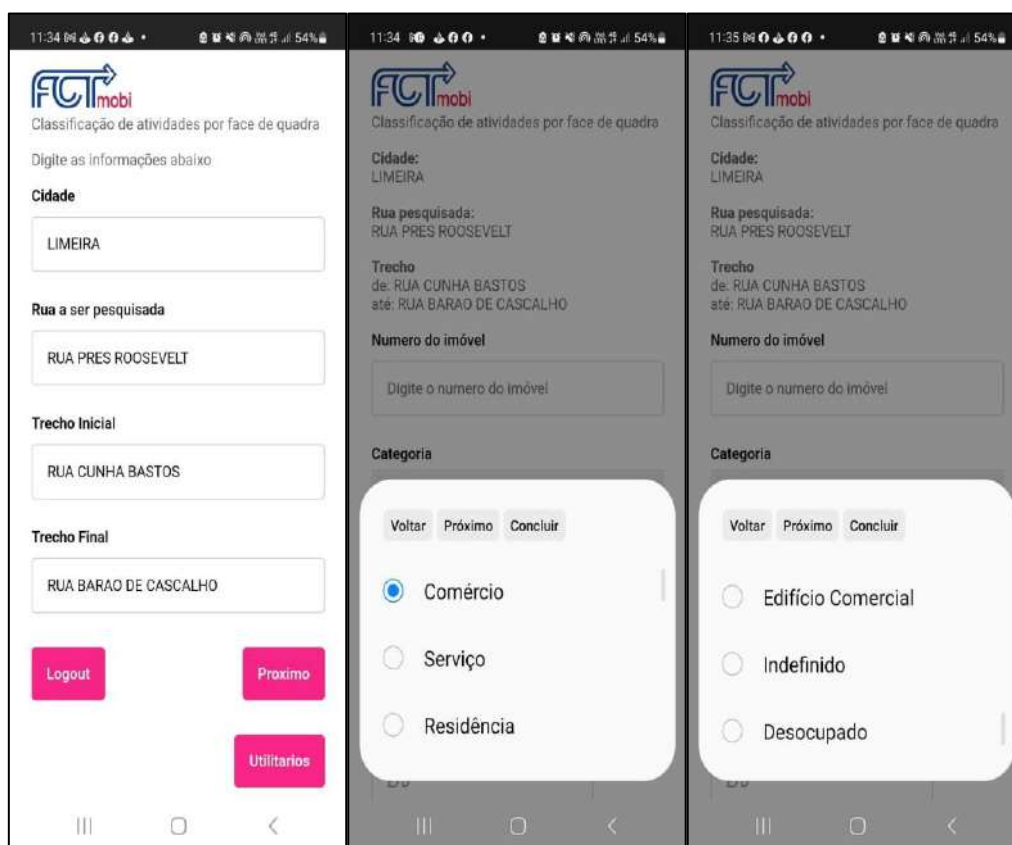 11:34
54%
FCT mobi
Classificação de atividades por face de quadra
Digite as informações abaixo
Cidade
LIMEIRA
Rua a ser pesquisada
RUA PRES ROOSEVELT
Trecho Inicial
RUA CUNHA BASTOS
Trecho Final
RUA BARAO DE CASCALHO
Logout
Proximo
Utilitarios
11:34
54%
FCT mobi
Classificação de atividades por face de quadra
Cidade:
LIMEIRA
Rua pesquisada:
RUA PRES ROOSEVELT
Trecho
de: RUA CUNHA BASTOS
até: RUA BARAO DE CASCALHO
Numero do imóvel
Digite o numero do imóvel
Categoria
Voltar Próximo Concluir
Comércio
Serviço
Residência
11:35
54%
FCT mobi
Classificação de atividades por face de quadra
Cidade:
LIMEIRA
Rua pesquisada:
RUA PRES ROOSEVELT
Trecho
de: RUA CUNHA BASTOS
até: RUA BARAO DE CASCALHO
Numero do imóvel
Digite o numero do imóvel
Categoria
Voltar Próximo Concluir
Edifício Comercial
Indefinido
Desocupado